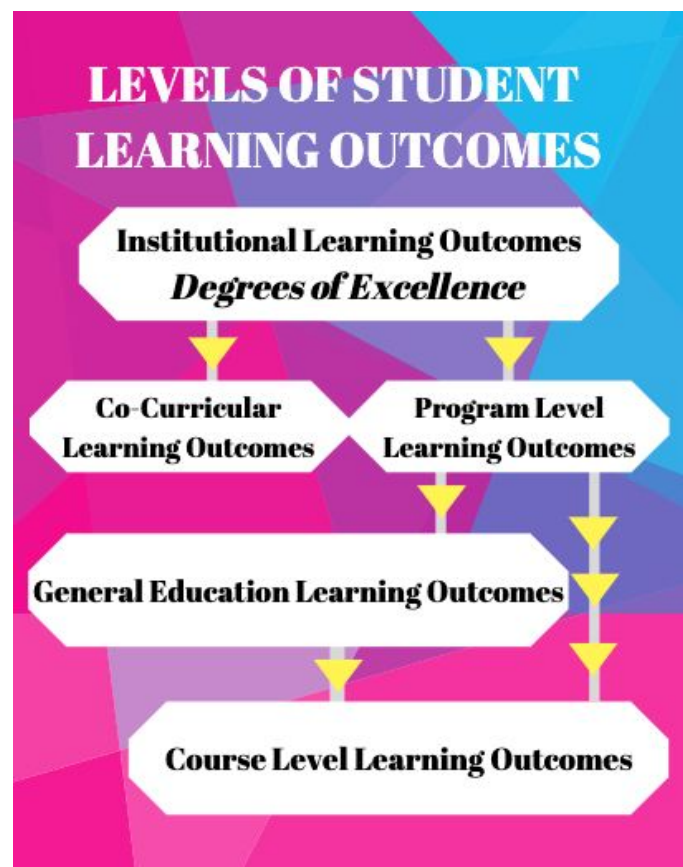 LEVELS OF STUDENT
LEARNING OUTCOMES
Institutional Learning Outcomes
Degrees of Excellence
Co-Curricular
Learning Outcomes
Program Level
Learning Outcomes
General Education Learning Outcomes
Course Level Learning Outcomes